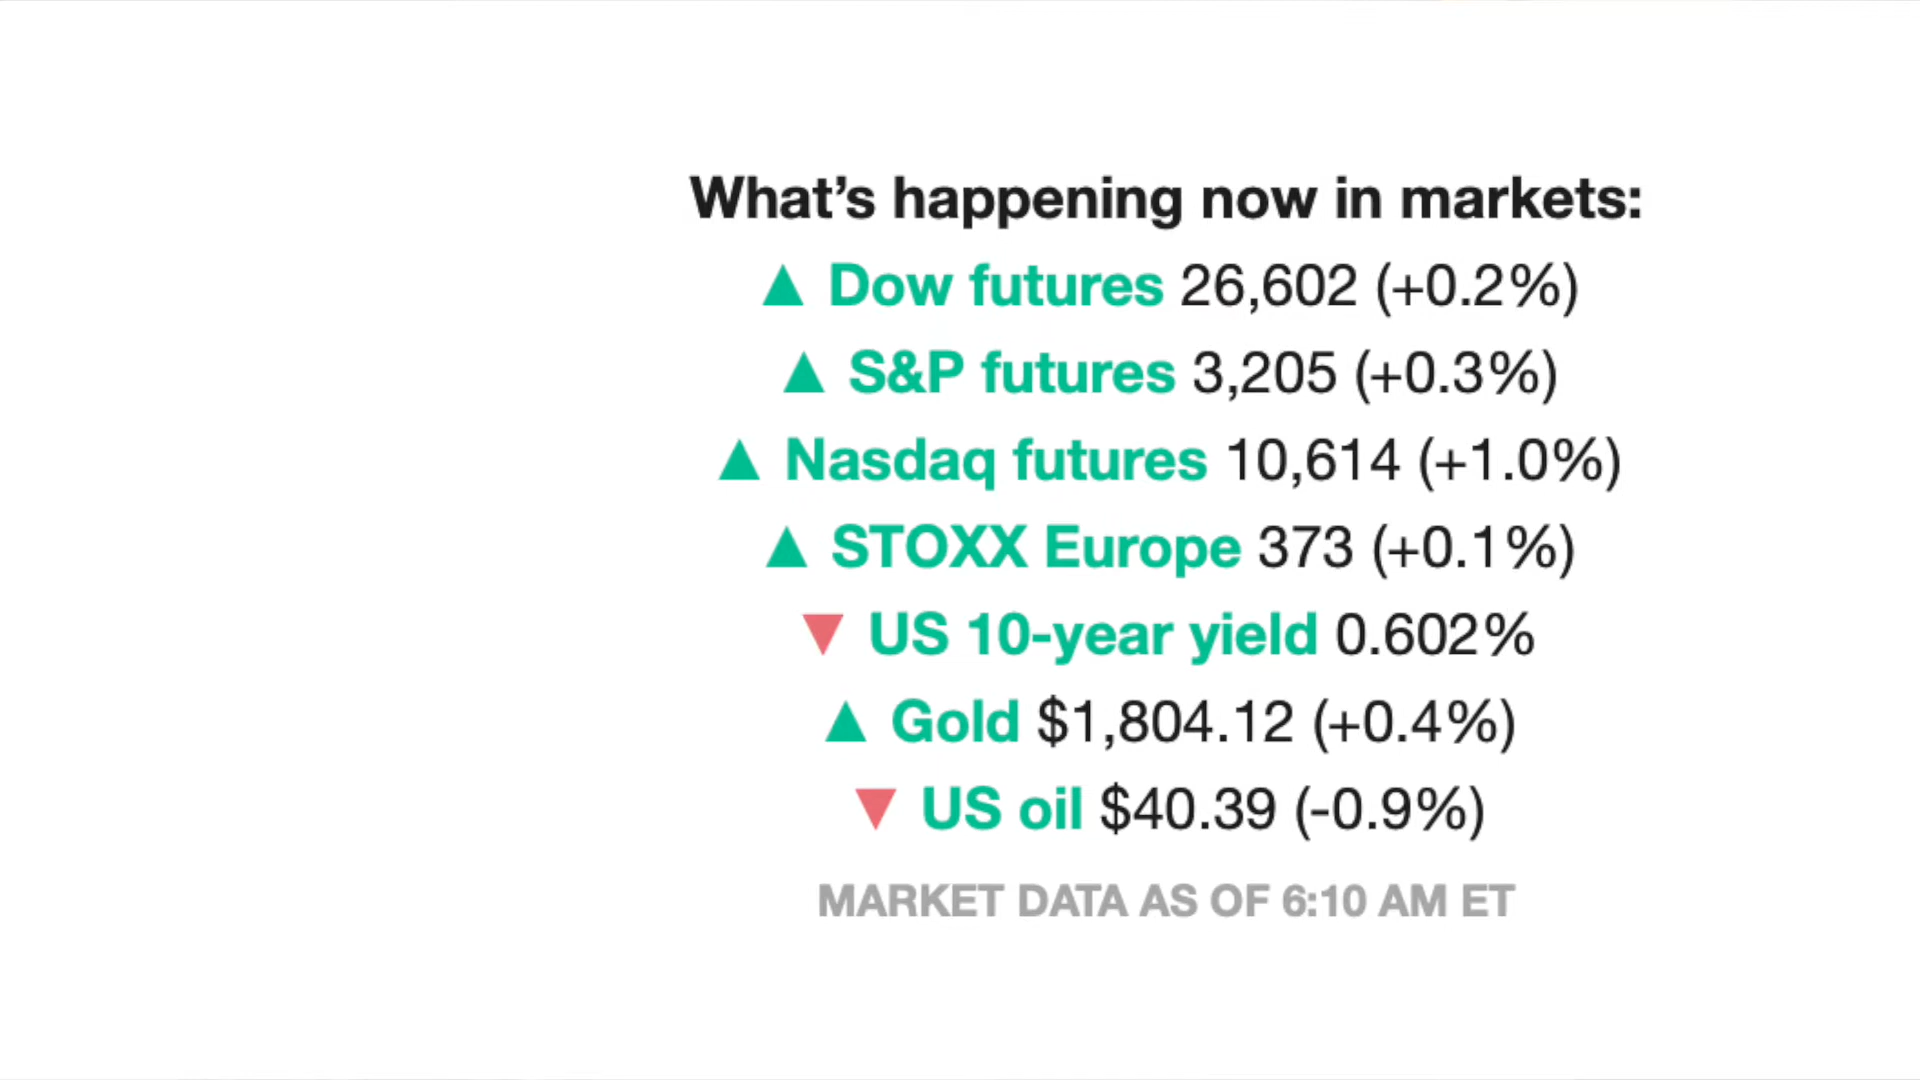 What’s happening now in markets:
▲ Dow futures 26,602 (+0.2%)
▲ S&P futures 3,205 (+0.3%)
▲ Nasdaq futures 10,614 (+1.0%)
▲ STOXX Europe 373 (+0.1%)
▼ US 10-year yield 0.602%
▲ Gold $1,804.12 (+0.4%)
▼ US oil $40.39 (-0.9%)
MARKET DATA AS OF 6:10 AM ET